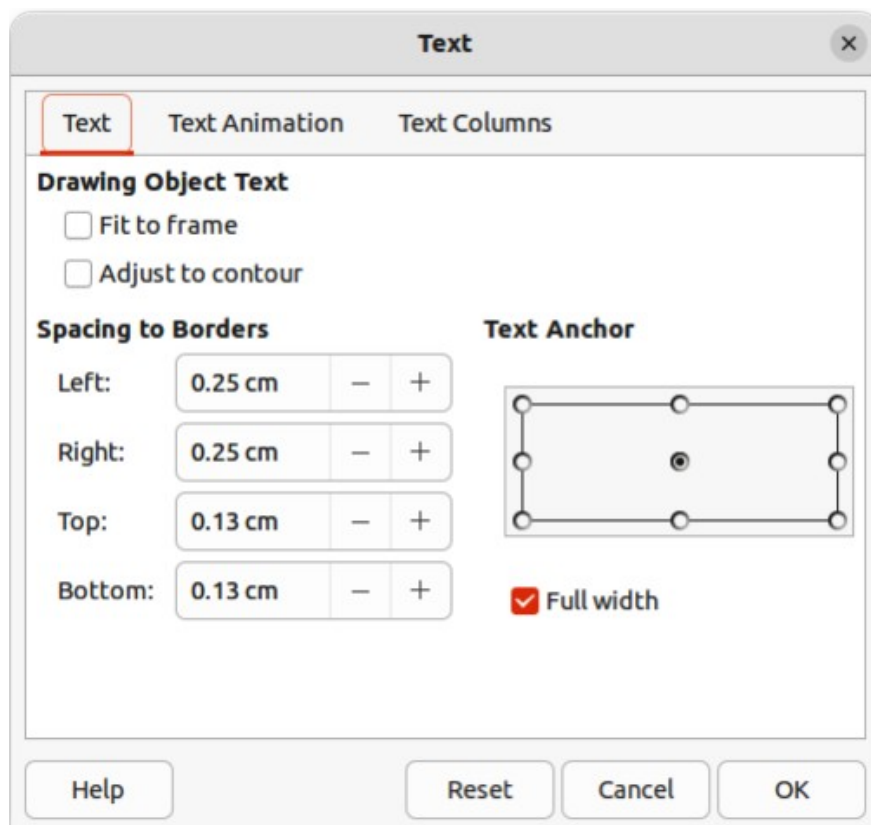 Text
Text Text Animation Text Columns
Drawing Object Text
Fit to frame
Adjust to contour
Spacing to Borders
Left: 0.25 cm
Right: 0.25 cm
Top: 0.13 cm
Bottom: 0.13 cm
Text Anchor
Full width
Help Reset Cancel OK